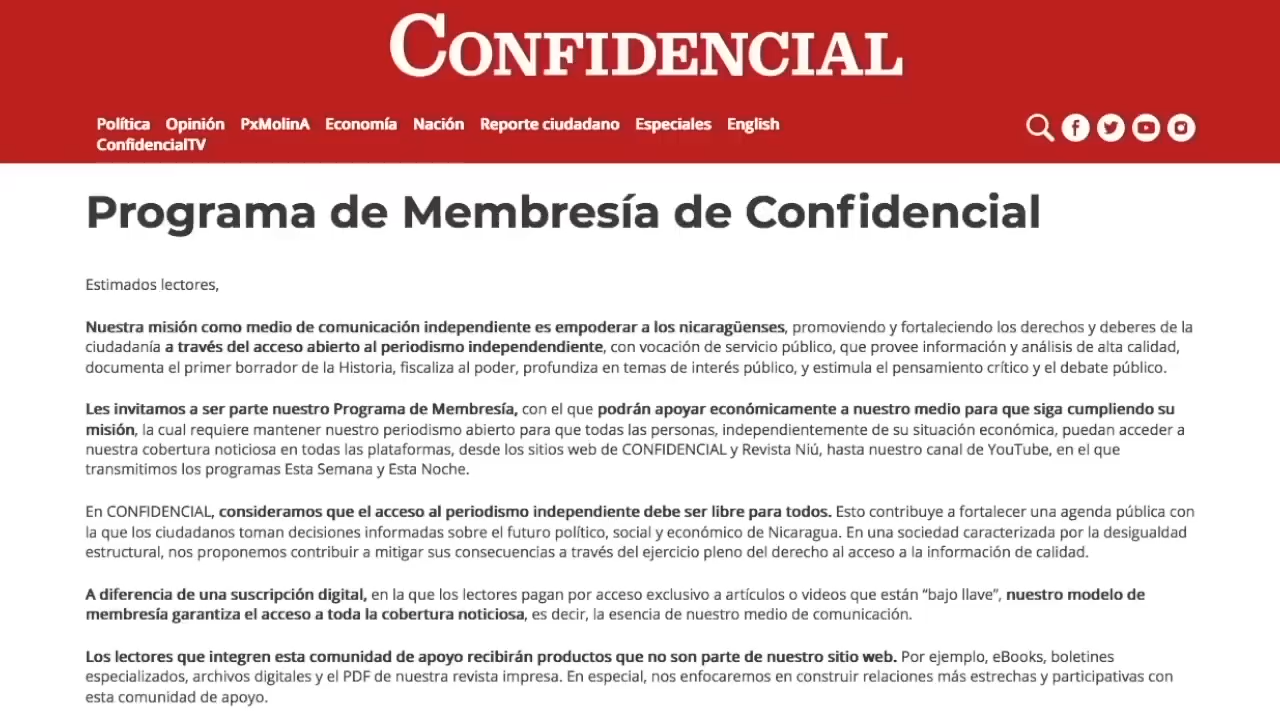 CONFIDENCIAL
Política Opinión PxMolinA Economía Nación Reporte ciudadano Especiales English
ConfidencialTV
Programa de Membresía de Confidencial
Estimados lectores,
Nuestra misión como medio de comunicación independiente es empoderar a los nicaragüenses, promoviendo y fortaleciendo los derechos y deberes de la
ciudadanía a través del acceso abierto al periodismo independendiente, con vocación de servicio público, que provee información y análisis de alta calidad,
documenta el primer borrador de la Historia, fiscaliza al poder, profundiza en temas de interés público, y estimula el pensamiento crítico y el debate público.
Les invitamos a ser parte nuestro Programa de Membresía, con el que podrán apoyar económicamente a nuestro medio para que siga cumpliendo su
misión, la cual requiere mantener nuestro periodismo abierto para que todas las personas, independientemente de su situación económica, puedan acceder a
nuestra cobertura noticiosa en todas las plataformas, desde los sitios web de CONFIDENCIAL y Revista Niú, hasta nuestro canal de YouTube, en el que
transmitimos los programas Esta Semana y Esta Noche.
En CONFIDENCIAL, consideramos que el acceso al periodismo independiente debe ser libre para todos. Esto contribuye a fortalecer una agenda pública con
la que los ciudadanos toman decisiones informadas sobre el futuro político, social y económico de Nicaragua. En una sociedad caracterizada por la desigualdad
estructural, nos proponemos contribuir a mitigar sus consecuencias a través del ejercicio pleno del derecho al acceso a la información de calidad.
A diferencia de una suscripción digital, en la que los lectores pagan por acceso exclusivo a artículos o videos que están “bajo llave”, nuestro modelo de
membresía garantiza el acceso a toda la cobertura noticiosa, es decir, la esencia de nuestro medio de comunicación.
Los lectores que integren esta comunidad de apoyo recibirán productos que no son parte de nuestro sitio web. Por ejemplo, eBooks, boletines
especializados, archivos digitales y el PDF de nuestra revista impresa. En especial, nos enfocaremos en construir relaciones más estrechas y participativas con
esta comunidad de apoyo.